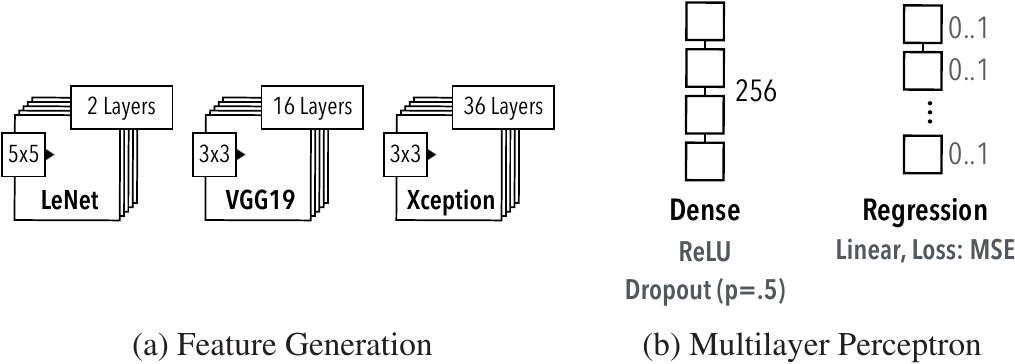 2 Layers
5x5
LeNet
16 Layers
3x3
VGG19
36 Layers
3x3
Xception
(a) Feature Generation
256
Dense
ReLU
Dropout (p=.5)
0..1
0..1
0..1
Regression
Linear, Loss: MSE
(b) Multilayer Perceptron